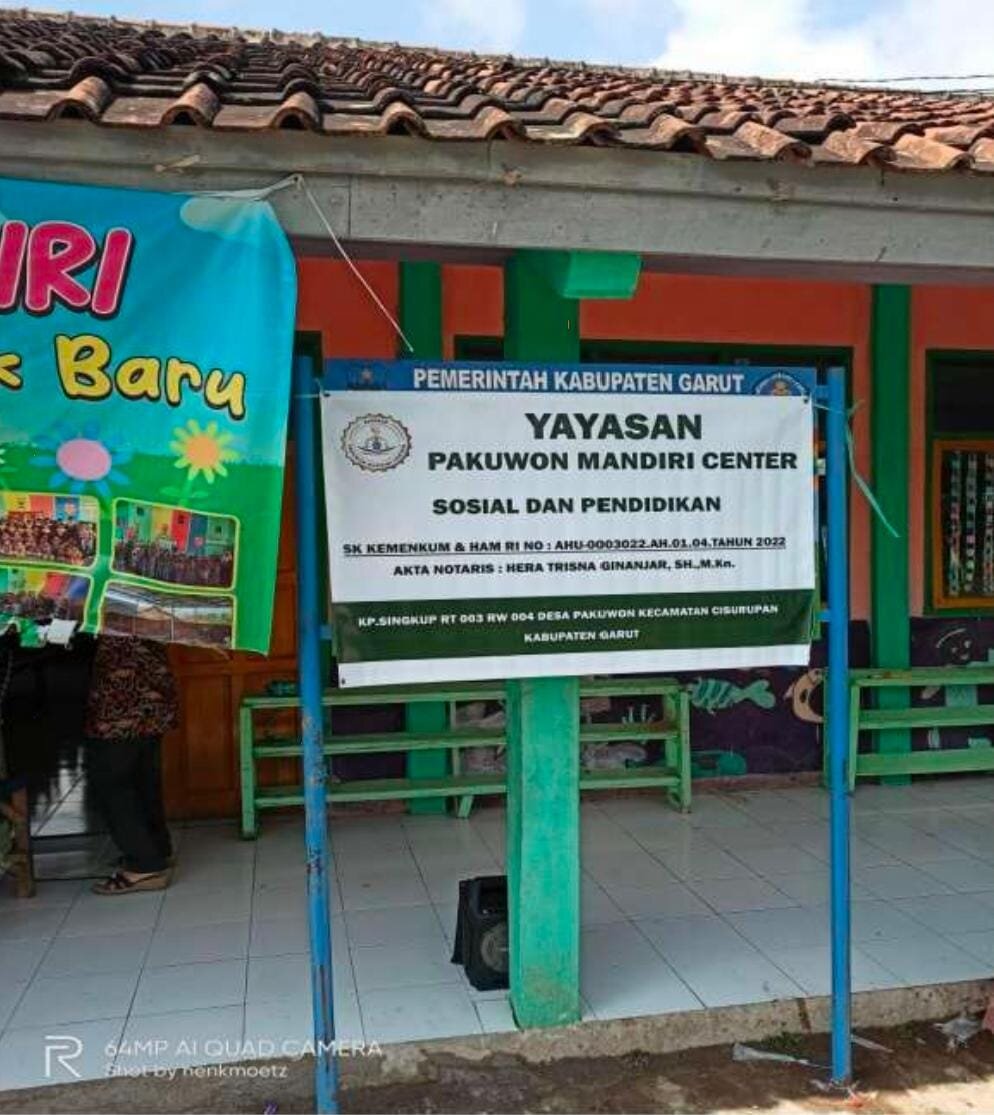 IRI
Baru
PEMERINTAH KABUPATEN GARUT
YAYASAN
PAKUWON MANDIRI CENTER
SOSIAL DAN PENDIDIKAN
SK KEMENKUM & HAM RI NO : AHU-0003022.AH.01.04.TAHUN 2022
AKTA NOTARIS : HERA TRISNA GINANJAR, SH.,M.Kn.
KP.SINGKUP RT 003 RW 004 DESA PAKUWON KECAMATAN CISURUPAN
KABUPATEN GARUT
64MP AI QUAD CAMERA
Shot by henkmoetz